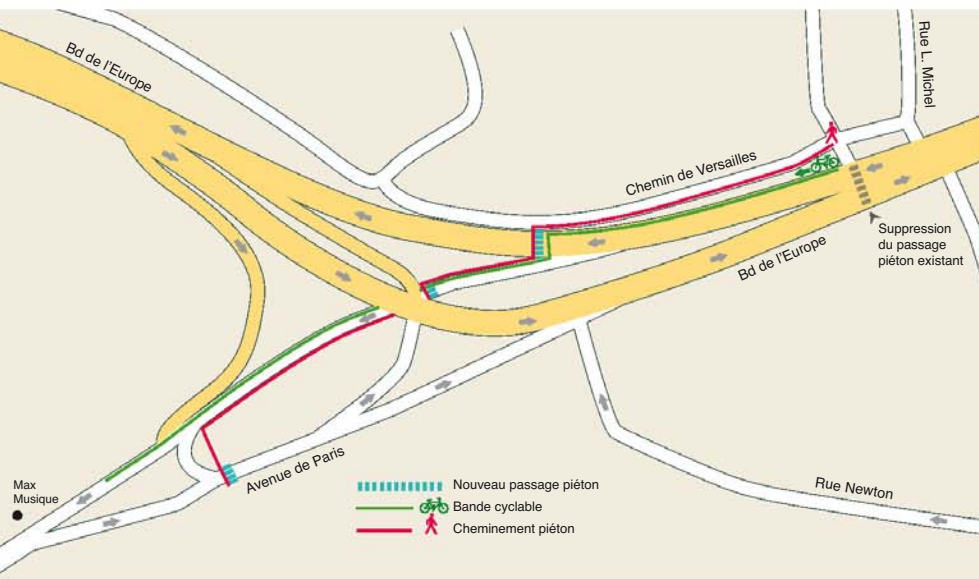 Bd de l'Europe
Rue L. Michel
Chemin de Versailles
Suppression
du passage
piéton existant
Bd de l'Europe
Avenue de Paris
Max
Musique
Nouveau passage piéton
Bande cyclable
Cheminement piéton
Rue Newton